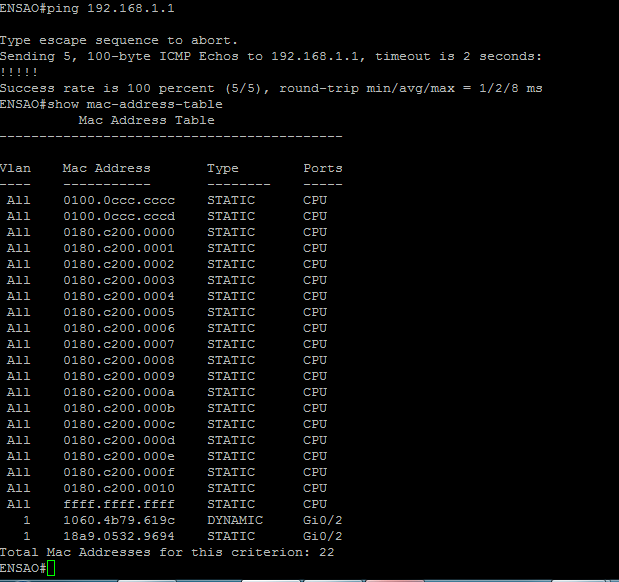 ENSAO#ping 192.168.1.1
Type escape sequence to abort.
Sending 5, 100-byte ICMP Echos to 192.168.1.1, timeout is 2 seconds:
!!!!!
Success rate is 100 percent (5/5), round-trip min/avg/max = 1/2/8 ms
ENSAO#show mac-address-table
          Mac Address Table
-------------------------------------------
Vlan    Mac Address       Type        Ports
----    -----------       --------    -----
 All    0100.0ccc.cccc    STATIC      CPU
 All    0100.0ccc.cccd    STATIC      CPU
 All    0180.c200.0000    STATIC      CPU
 All    0180.c200.0001    STATIC      CPU
 All    0180.c200.0002    STATIC      CPU
 All    0180.c200.0003    STATIC      CPU
 All    0180.c200.0004    STATIC      CPU
 All    0180.c200.0005    STATIC      CPU
 All    0180.c200.0006    STATIC      CPU
 All    0180.c200.0007    STATIC      CPU
 All    0180.c200.0008    STATIC      CPU
 All    0180.c200.0009    STATIC      CPU
 All    0180.c200.000a    STATIC      CPU
 All    0180.c200.000b    STATIC      CPU
 All    0180.c200.000c    STATIC      CPU
 All    0180.c200.000d    STATIC      CPU
 All    0180.c200.000e    STATIC      CPU
 All    0180.c200.000f    STATIC      CPU
 All    0180.c200.0010    STATIC      CPU
 All    ffff.ffff.ffff    STATIC      CPU
   1    1060.4b79.619c    DYNAMIC     Gi0/2
   1    18a9.0532.9694    STATIC      Gi0/2
Total Mac Addresses for this criterion: 22
ENSAO#